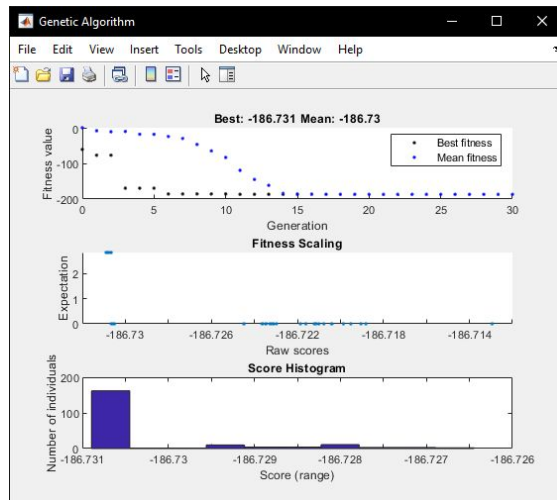 Genetic Algorithm
File Edit View Insert Tools Desktop Window Help
Best: -186.731 Mean: -186.73
Fitness value
0
-100
-200
Best fitness
Mean fitness
0 5 10 15 20 25 30
Generation
Fitness Scaling
Expectation
2
1
0
-186.73 -186.726 -186.722 -186.718 -186.714
Raw scores
Score Histogram
Number of individuals
200
100
0
-186.731 -186.73 -186.729 -186.728 -186.727 -186.726
Score (range)